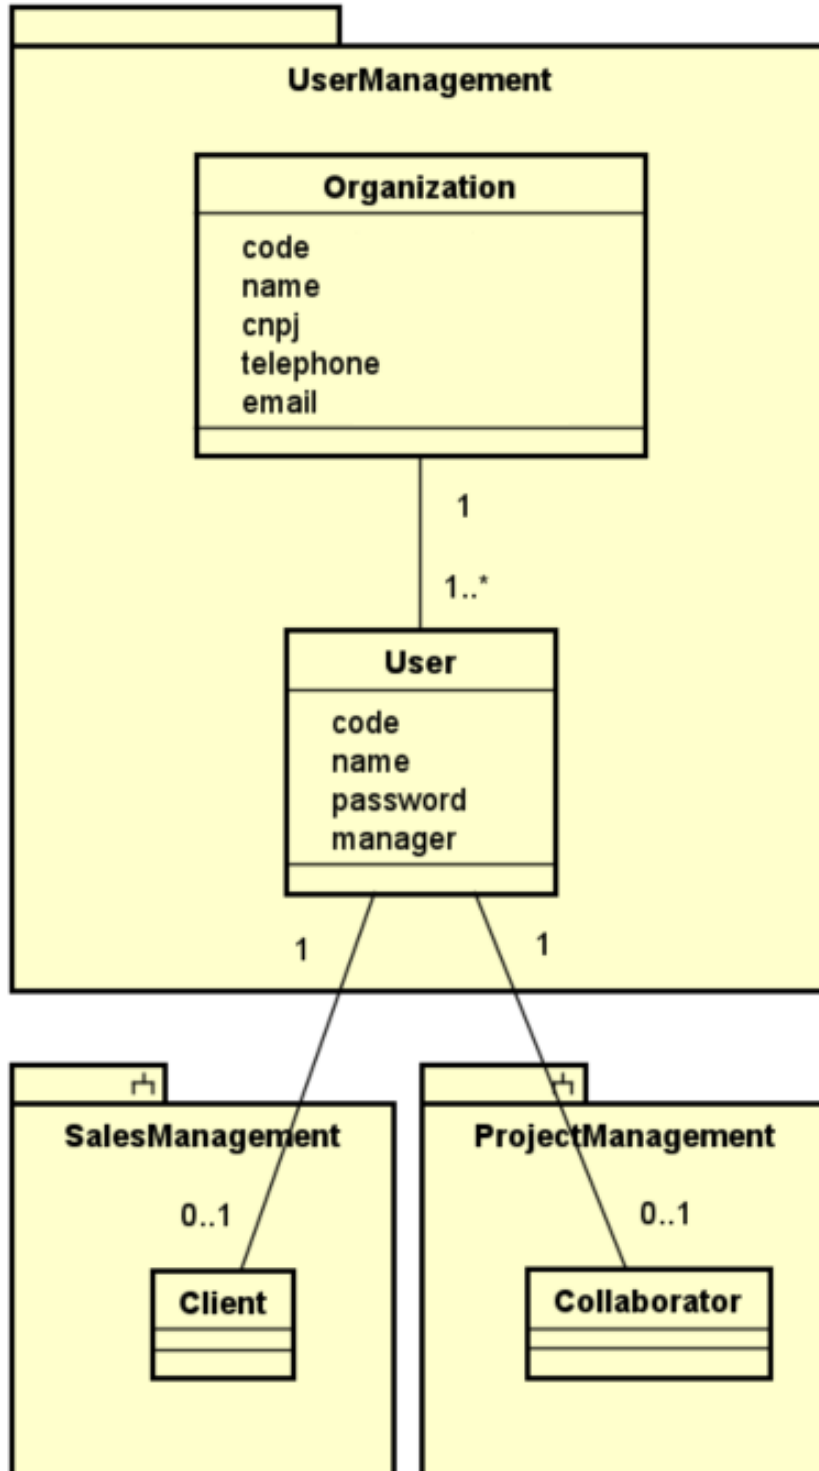 UserManagement
Organization
code
name
cnpj
telephone
email
1
1..*
User
code
name
password
manager
1
1
SalesManagement
ProjectManagement
0..1
0..1
Client
Collaborator